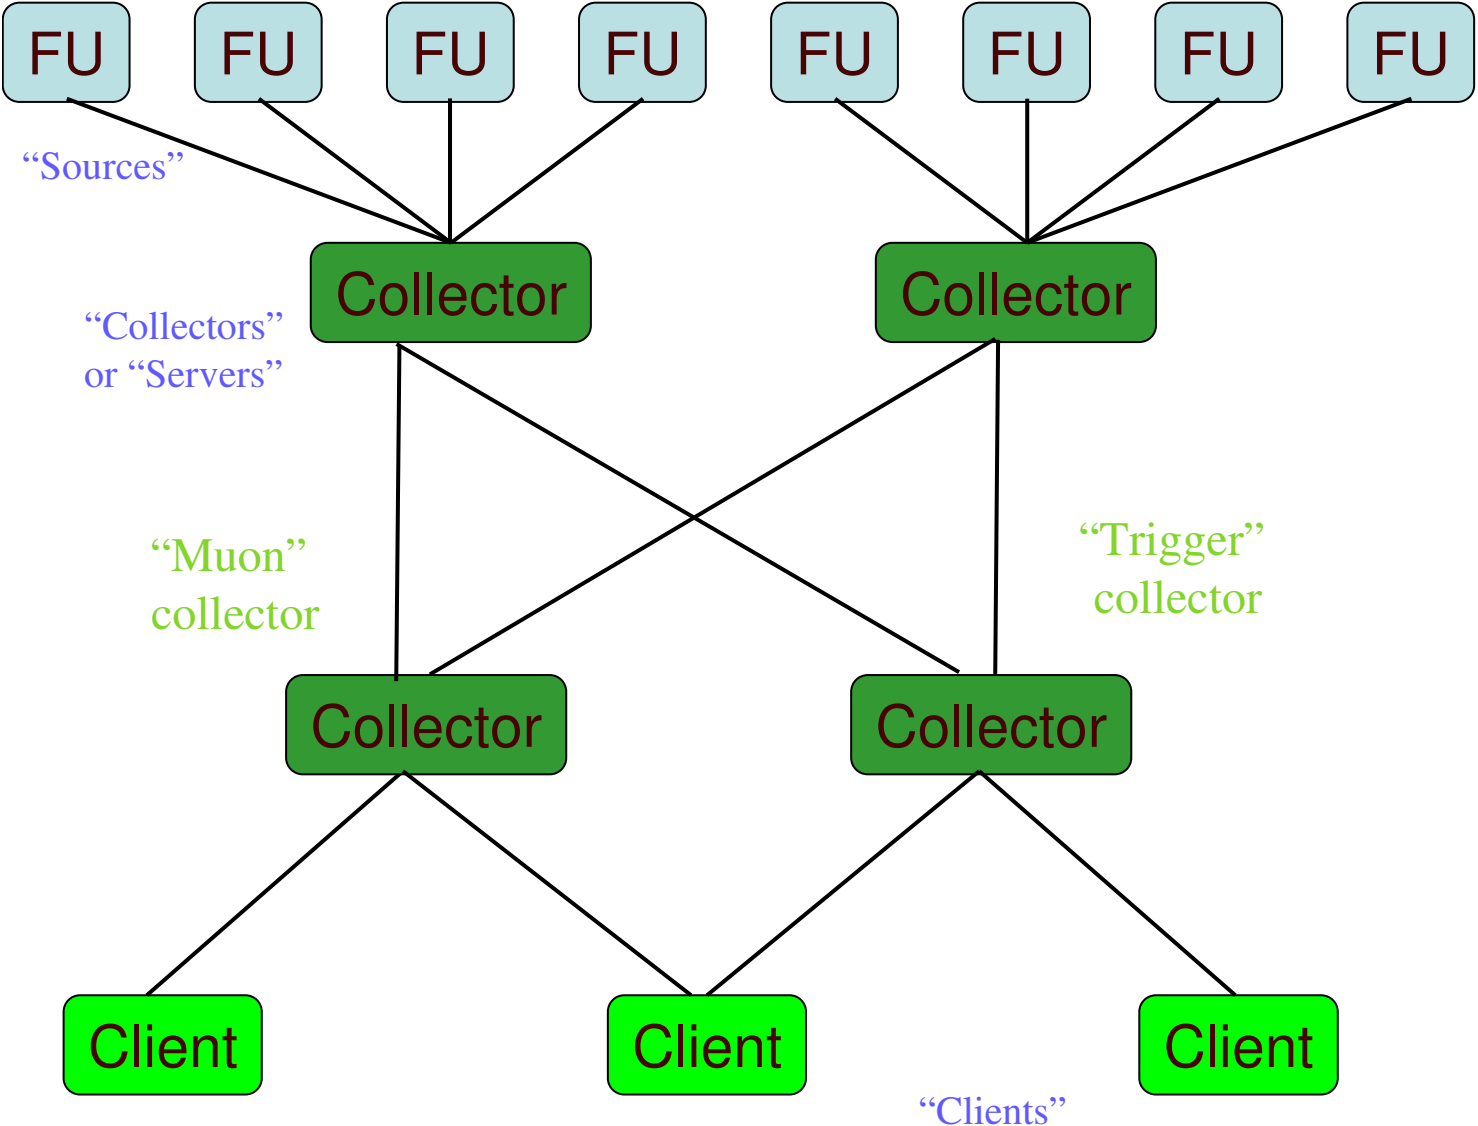 FU FU FU FU FU FU FU FU
“Sources”
Collector Collector
“Collectors”
or “Servers”
“Muon”
collector
“Trigger”
collector
Collector Collector
Client Client Client
“Clients”